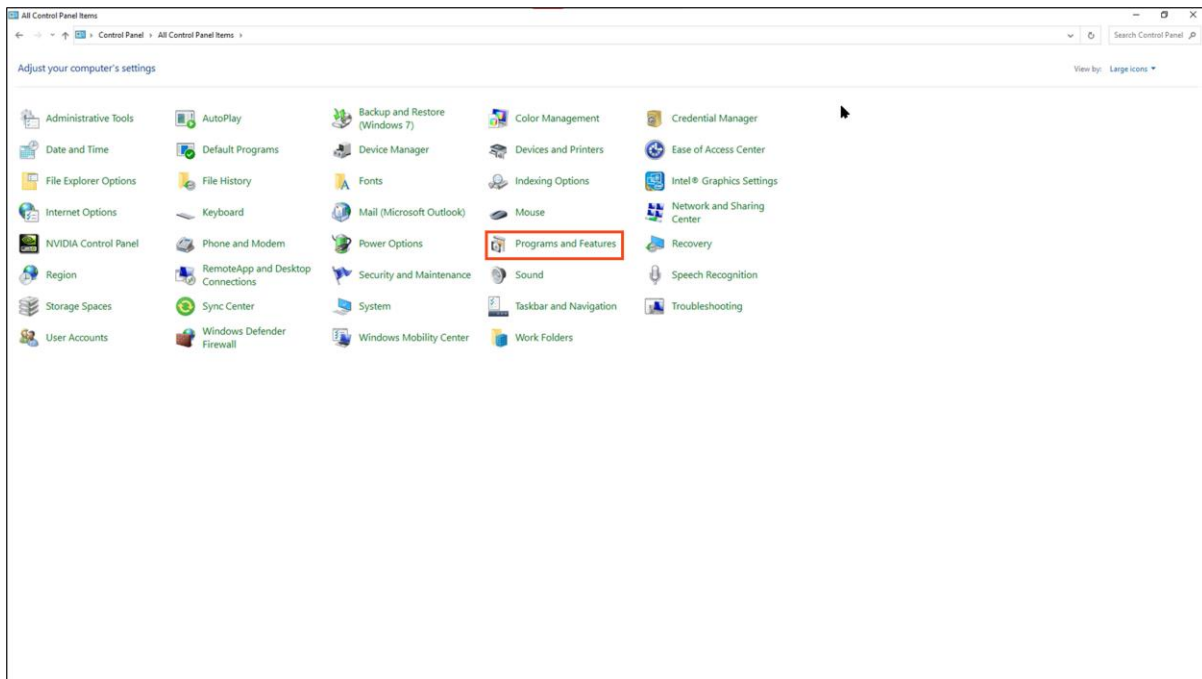 All Control Panel Items
Control Panel › All Control Panel Items ›
Search Control Panel
Adjust your computer's settings
View by: Large icons
Administrative Tools
AutoPlay
Backup and Restore
(Windows 7)
Color Management
Credential Manager
Date and Time
Default Programs
Device Manager
Devices and Printers
Ease of Access Center
File Explorer Options
File History
Fonts
Indexing Options
Intel® Graphics Settings
Internet Options
Keyboard
Mail (Microsoft Outlook)
Mouse
Network and Sharing
Center
NVIDIA Control Panel
Phone and Modem
Power Options
Programs and Features
Recovery
Region
RemoteApp and Desktop
Connections
Security and Maintenance
Sound
Speech Recognition
Storage Spaces
Sync Center
System
Taskbar and Navigation
Troubleshooting
User Accounts
Windows Defender
Firewall
Windows Mobility Center
Work Folders